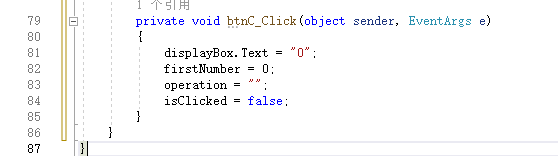 1 个引用
79 private void btnC_Click(object sender, EventArgs e)
80 {
81 displayBox.Text = "0";
82 firstNumber = 0;
83 operation = "";
84 isClicked = false;
85 }
86 }
87 }